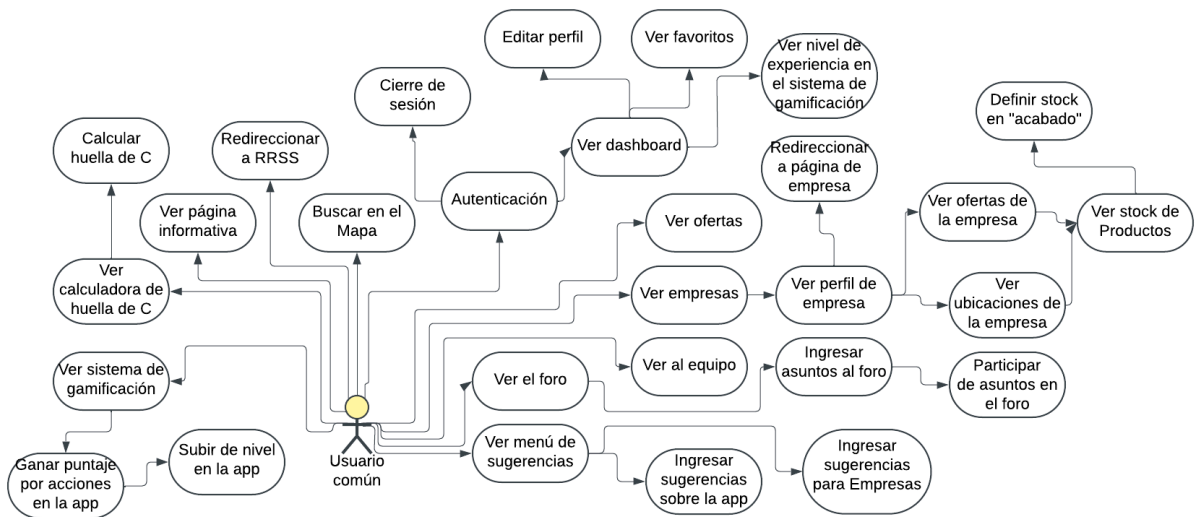 Editar perfil
Ver favoritos
Ver nivel de
experiencia en
el sistema de
gamificación
Cierre de
sesión
Definir stock
en "acabado"
Calcular
huella de C
Redireccionar
a RRSS
Ver dashboard
Redireccionar
a página de
empresa
Autenticación
Ver página
informativa
Buscar en el
Mapa
Ver ofertas
Ver ofertas de
la empresa
Ver stock de
Productos
Ver
calculadora de
huella de C
Ver empresas
Ver perfil de
empresa
Ver
ubicaciones de
la empresa
Ver sistema de
gamificación
Ver el foro
Ver al equipo
Ingresar
asuntos al foro
Participar
de asuntos en
el foro
Ganar puntaje
por acciones
en la app
Subir de nivel
en la app
Usuario
común
Ver menú de
sugerencias
Ingresar
sugerencias
sobre la app
Ingresar
sugerencias
para Empresas